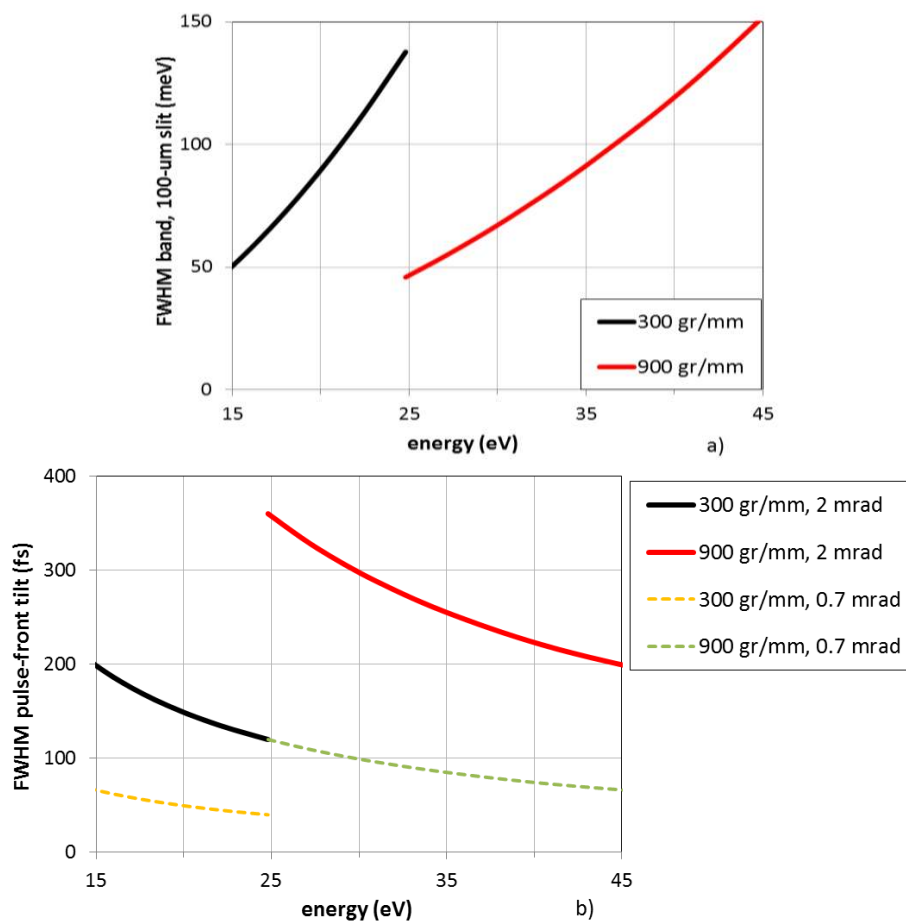 FWHM band, 100-um slit (meV)
150
100
50
0
15
25
35
45
energy (eV)
a)
300 gr/mm
900 gr/mm
FWHM pulse-front tilt (fs)
400
300
200
100
0
15
25
35
45
energy (eV)
b)
300 gr/mm, 2 mrad
900 gr/mm, 2 mrad
300 gr/mm, 0.7 mrad
900 gr/mm, 0.7 mrad